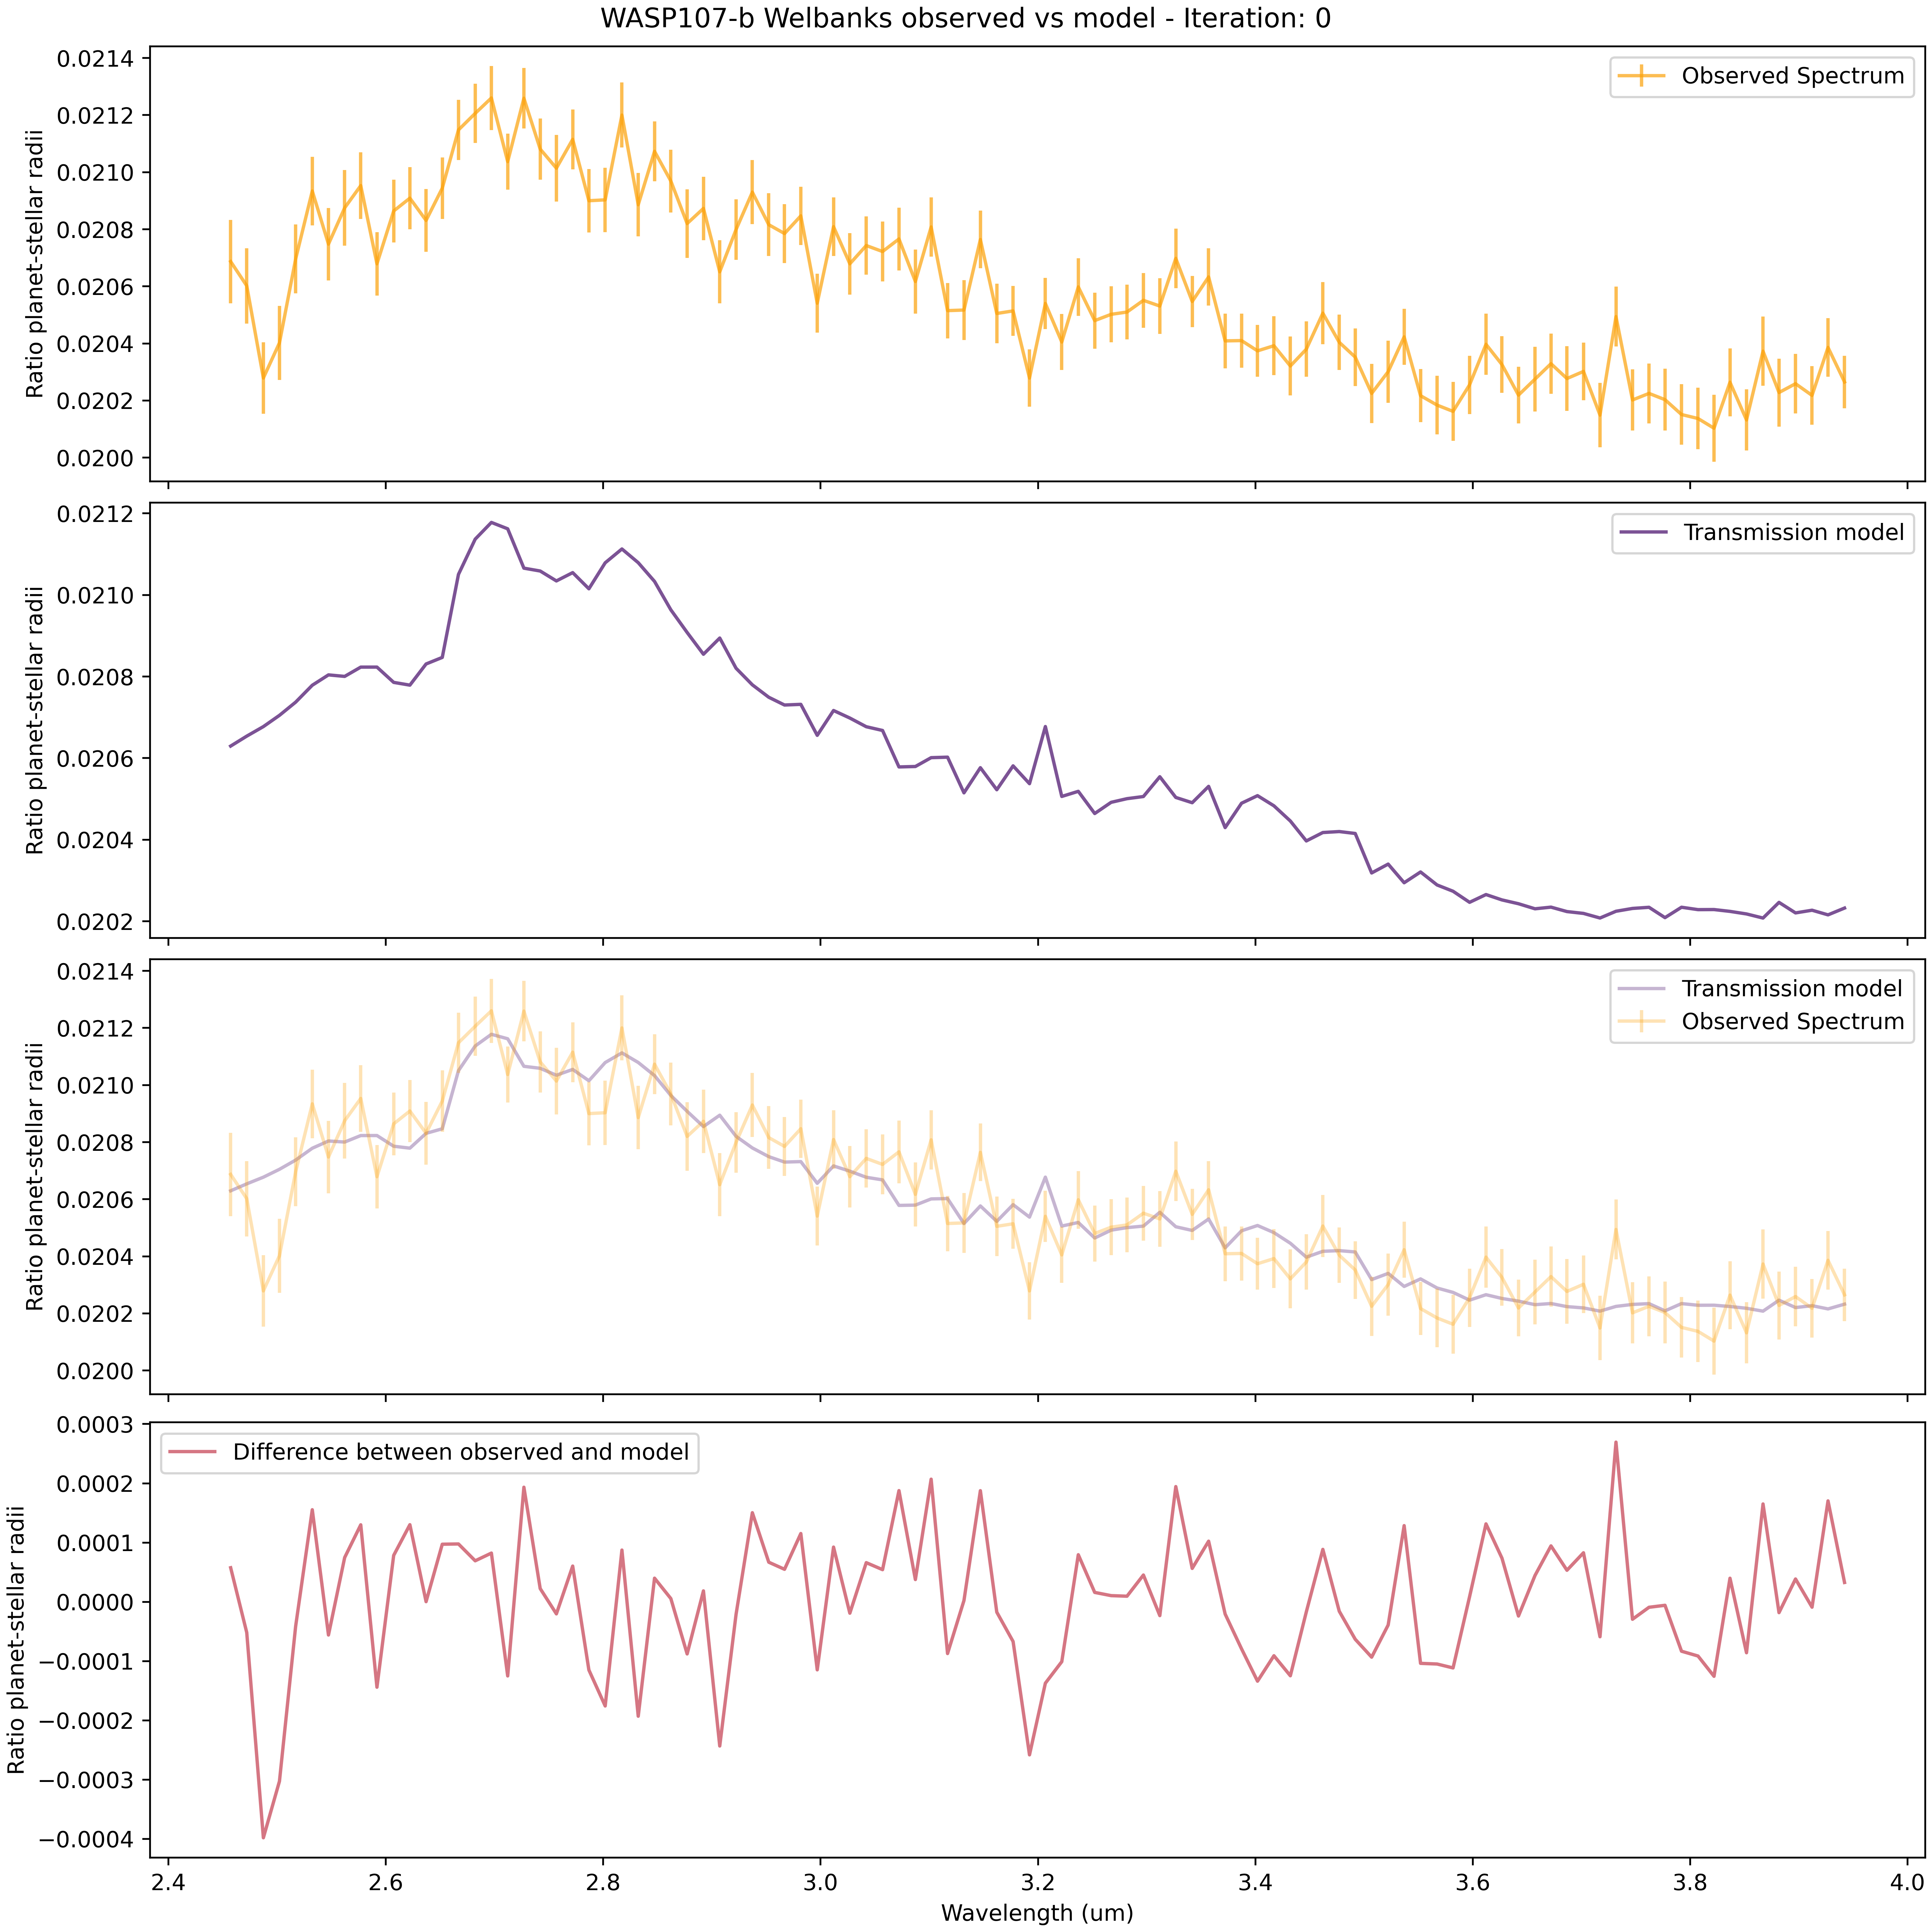 WASP107-b Welbanks observed vs model - Iteration: 0
0.0214
0.0212
0.0210
0.0208
0.0206
0.0204
0.0202
0.0200
Ratio planet-stellar radii
Observed Spectrum
0.0212
0.0210
0.0208
0.0206
0.0204
0.0202
Ratio planet-stellar radii
Transmission model
0.0214
0.0212
0.0210
0.0208
0.0206
0.0204
0.0202
0.0200
Ratio planet-stellar radii
Transmission model
Observed Spectrum
0.0003
0.0002
0.0001
0.0000
−0.0001
−0.0002
−0.0003
−0.0004
Ratio planet-stellar radii
Difference between observed and model
2.4 2.6 2.8 3.0 3.2 3.4 3.6 3.8 4.0
Wavelength (um)